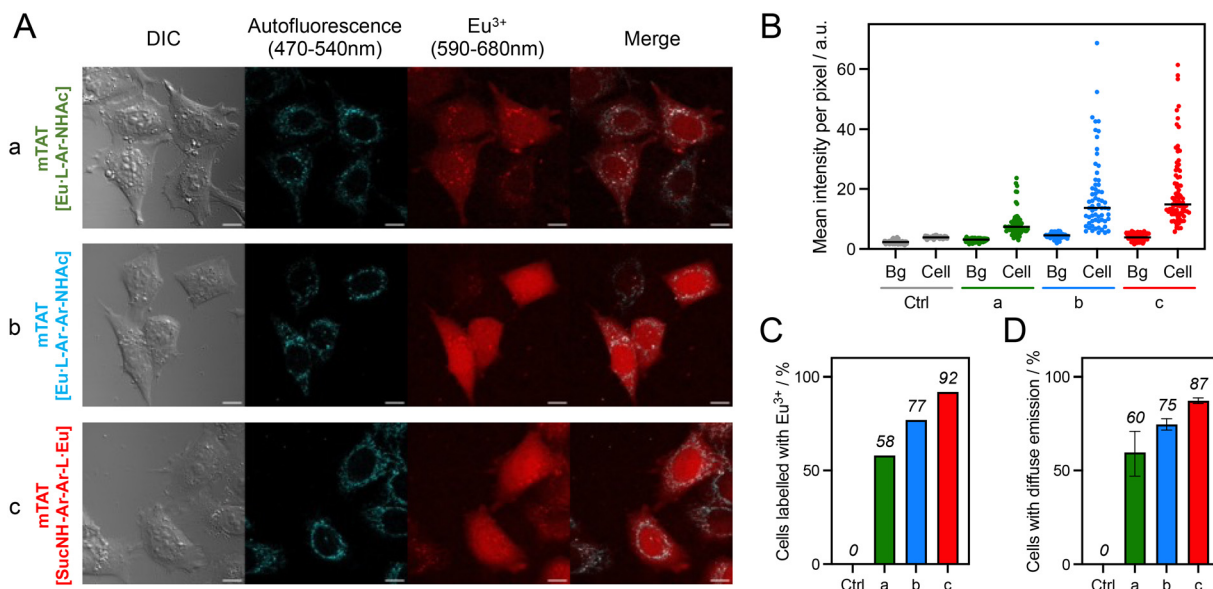 A
DIC
Autofluorescence
(470-540nm)
Eu³⁺
(590-680nm)
Merge
a
mTAT
[Eu·L-Ar-NHAc]
b
mTAT
[Eu·L-Ar-Ar-NHAc]
c
mTAT
[SucNH-Ar-Ar-L·Eu]
B
Mean intensity per pixel / a.u.
60
40
20
0
Bg Cell Bg Cell Bg Cell Bg Cell
Ctrl a b c
C
Cells labelled with Eu³⁺ / %
100
50
0
0 58 77 92
Ctrl a b c
D
Cells with diffuse emission / %
100
50
0
0 60 75 87
Ctrl a b c